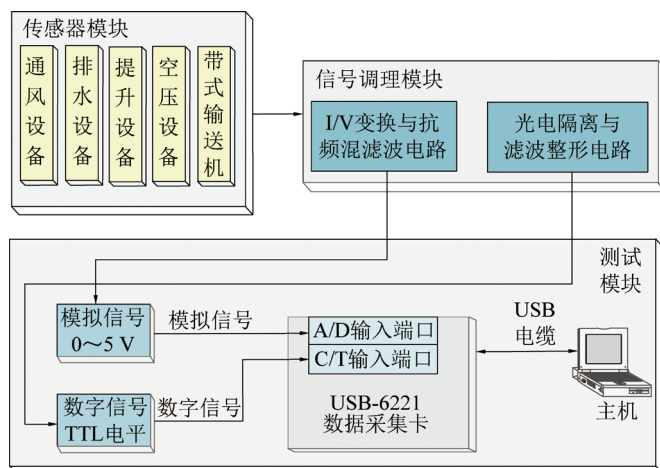 传感器模块
通风设备
排水设备
提升设备
空压设备
带式输送机
信号调理模块
I/V变换与抗
频混滤波电路
光电隔离与
滤波整形电路
测试
模块
模拟信号
0～5 V
模拟信号
A/D输入端口
C/T输入端口
USB-6221
数据采集卡
USB
电缆
主机
数字信号
TTL电平
数字信号